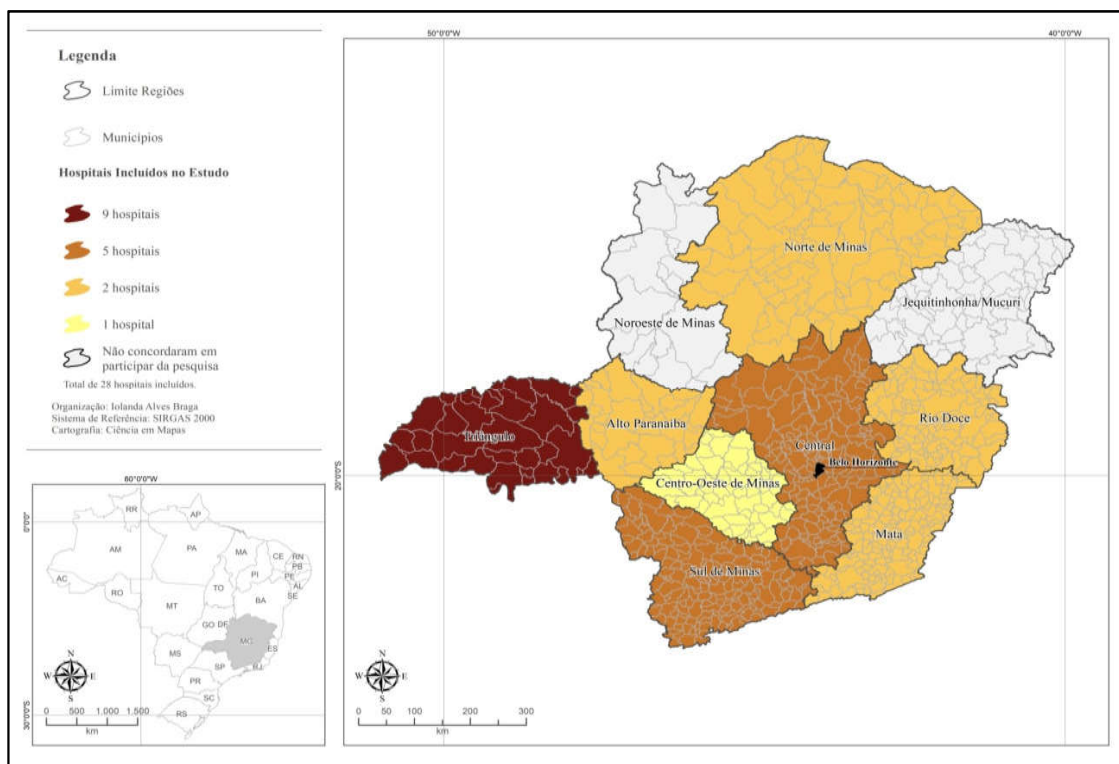 Legenda
Limite Regiões
Municípios
Hospitais Incluídos no Estudo
9 hospitais
5 hospitais
2 hospitais
1 hospital
Não concordaram em
participar da pesquisa
Total de 28 hospitais incluídos.
Organização: Iolanda Alves Braga
Sistema de Referência: SIRGAS 2000
Cartografia: Ciência em Mapas
60°0'0"W
0°0'0"
30°0'0"S
RR
AP
AM
PA
MA
CE
RN
PB
PE
AL
SE
PI
AC
RO
TO
BA
MT
GO
DF
MG
ES
MS
SP
RJ
PR
SC
RS
N
W
E
S
0
500
1.000
1.500
km
50°0'0"W
40°0'0"W
20°0'0"S
Norte de Minas
Jequitinhonha/Mucuri
Noroeste de Minas
Alto Paranaiba
Rio Doce
Triângulo
Central
Belo Horizonte
Centro-Oeste de Minas
Mata
Sul de Minas
N
W
E
S
0
50
100
200
300
km